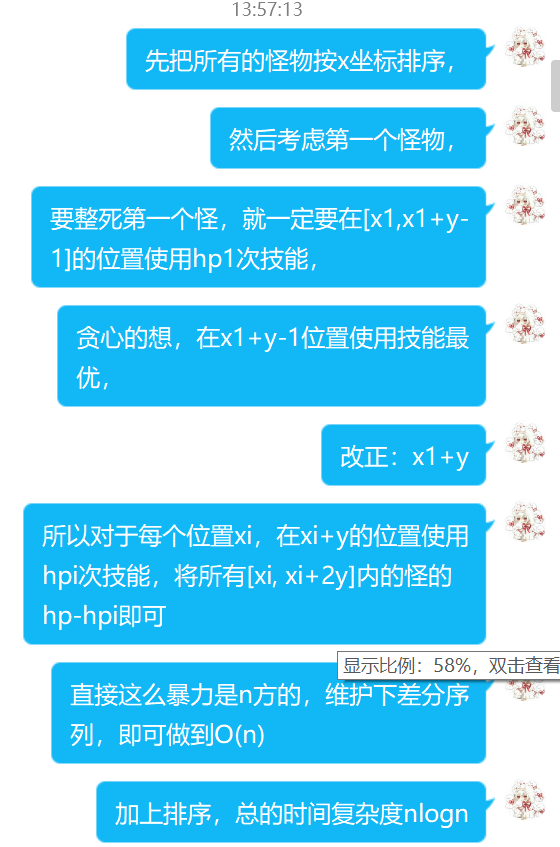 13:57:13
先把所有的怪物按x坐标排序，
然后考虑第一个怪物，
要整死第一个怪，就一定要在[x1,x1+y-
1]的位置使用hp1次技能，
贪心的想，在x1+y-1位置使用技能最
优，
改正：x1+y
所以对于每个位置xi，在xi+y的位置使用
hpi次技能，将所有[xi, xi+2y]内的怪的
hp-hpi即可
显示比例：58%，双击查看
直接这么暴力是n方的，维护下差分序
列，即可做到O(n)
加上排序，总的时间复杂度nlogn